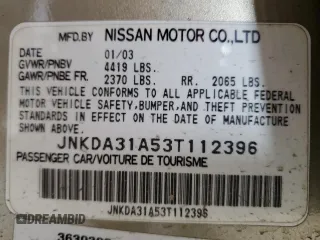 MFD.BY NISSAN MOTOR CO.,LTD
DATE 01/03
GVWR/PNBV 4419 LBS.
GAWR/PNBE FR. 2370 LBS. RR. 2065 LBS.
THIS VEHICLE CONFORMS TO ALL APPLICABLE FEDERAL
MOTOR VEHICLE SAFETY,BUMPER,AND THEFT PREVENTION
STANDARDS IN EFFECT ON THE DATE OF MANUFACTURE
SHOWN ABOVE.
JNKDA31A53T112396
PASSENGER CAR/VOITURE DE TOURISME
JNKDA31A53T112396
DRAMEBID